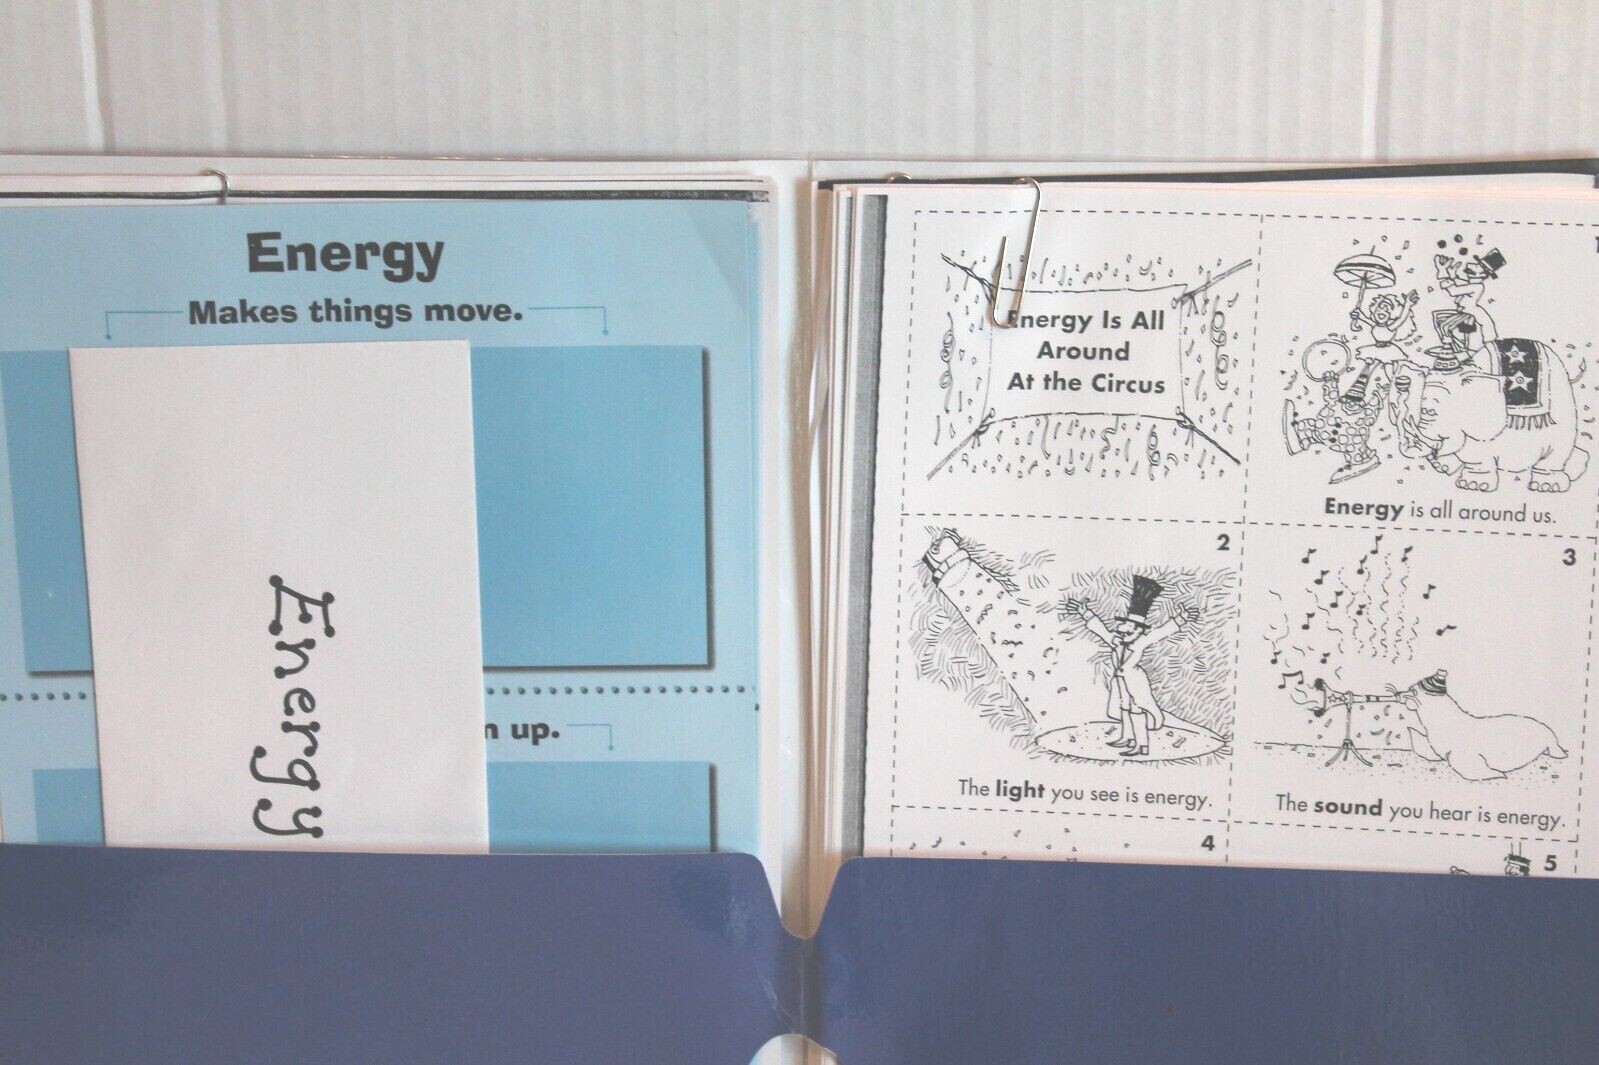 Energy
Makes things move.
n up.
Energy
Energy Is All
Around
At the Circus
1
Energy is all around us.
2
The light you see is energy.
3
The sound you hear is energy.
4
5